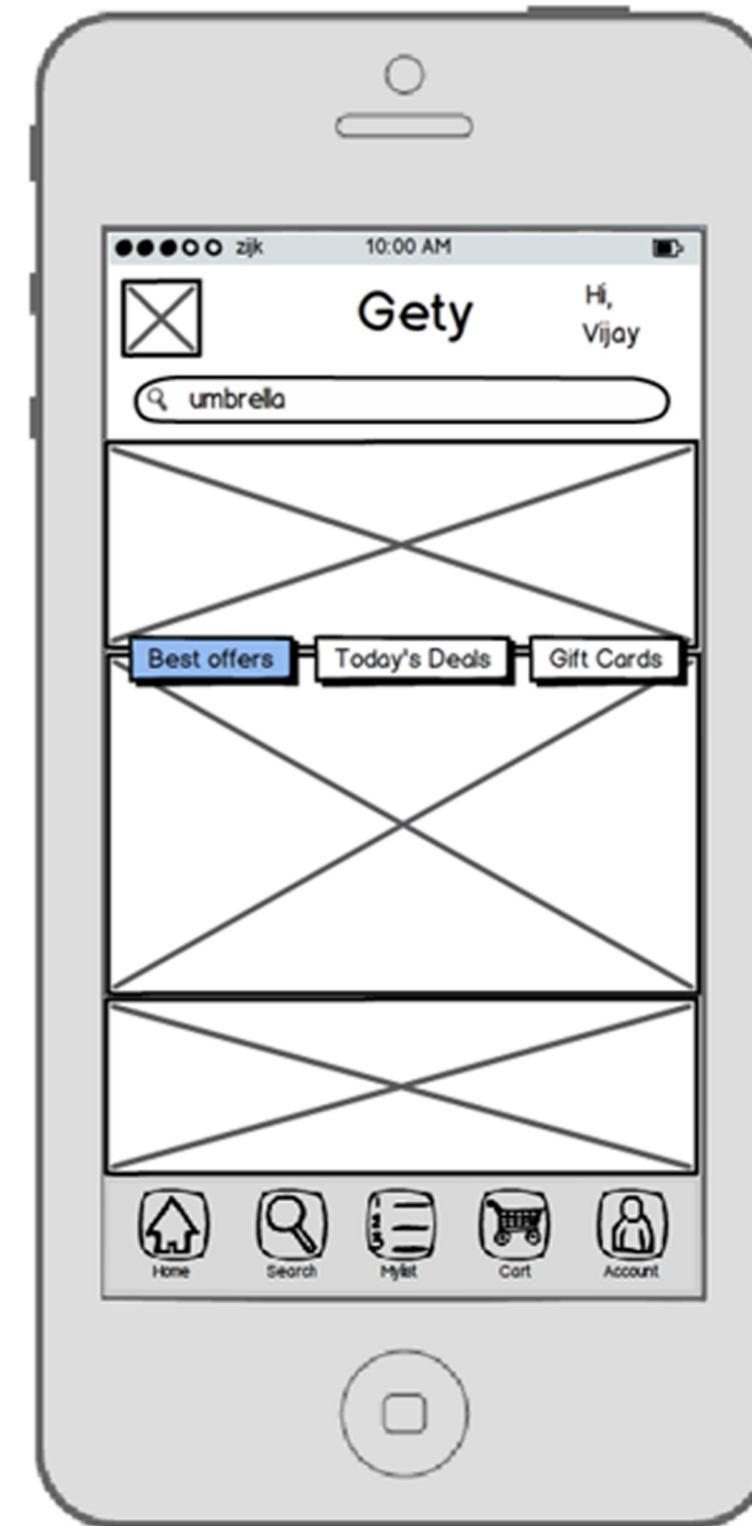 zijk 10:00 AM
Gety
Hi,
Vijay
umbrella
Best offers Today's Deals Gift Cards
Home Search Mylist Cart Account